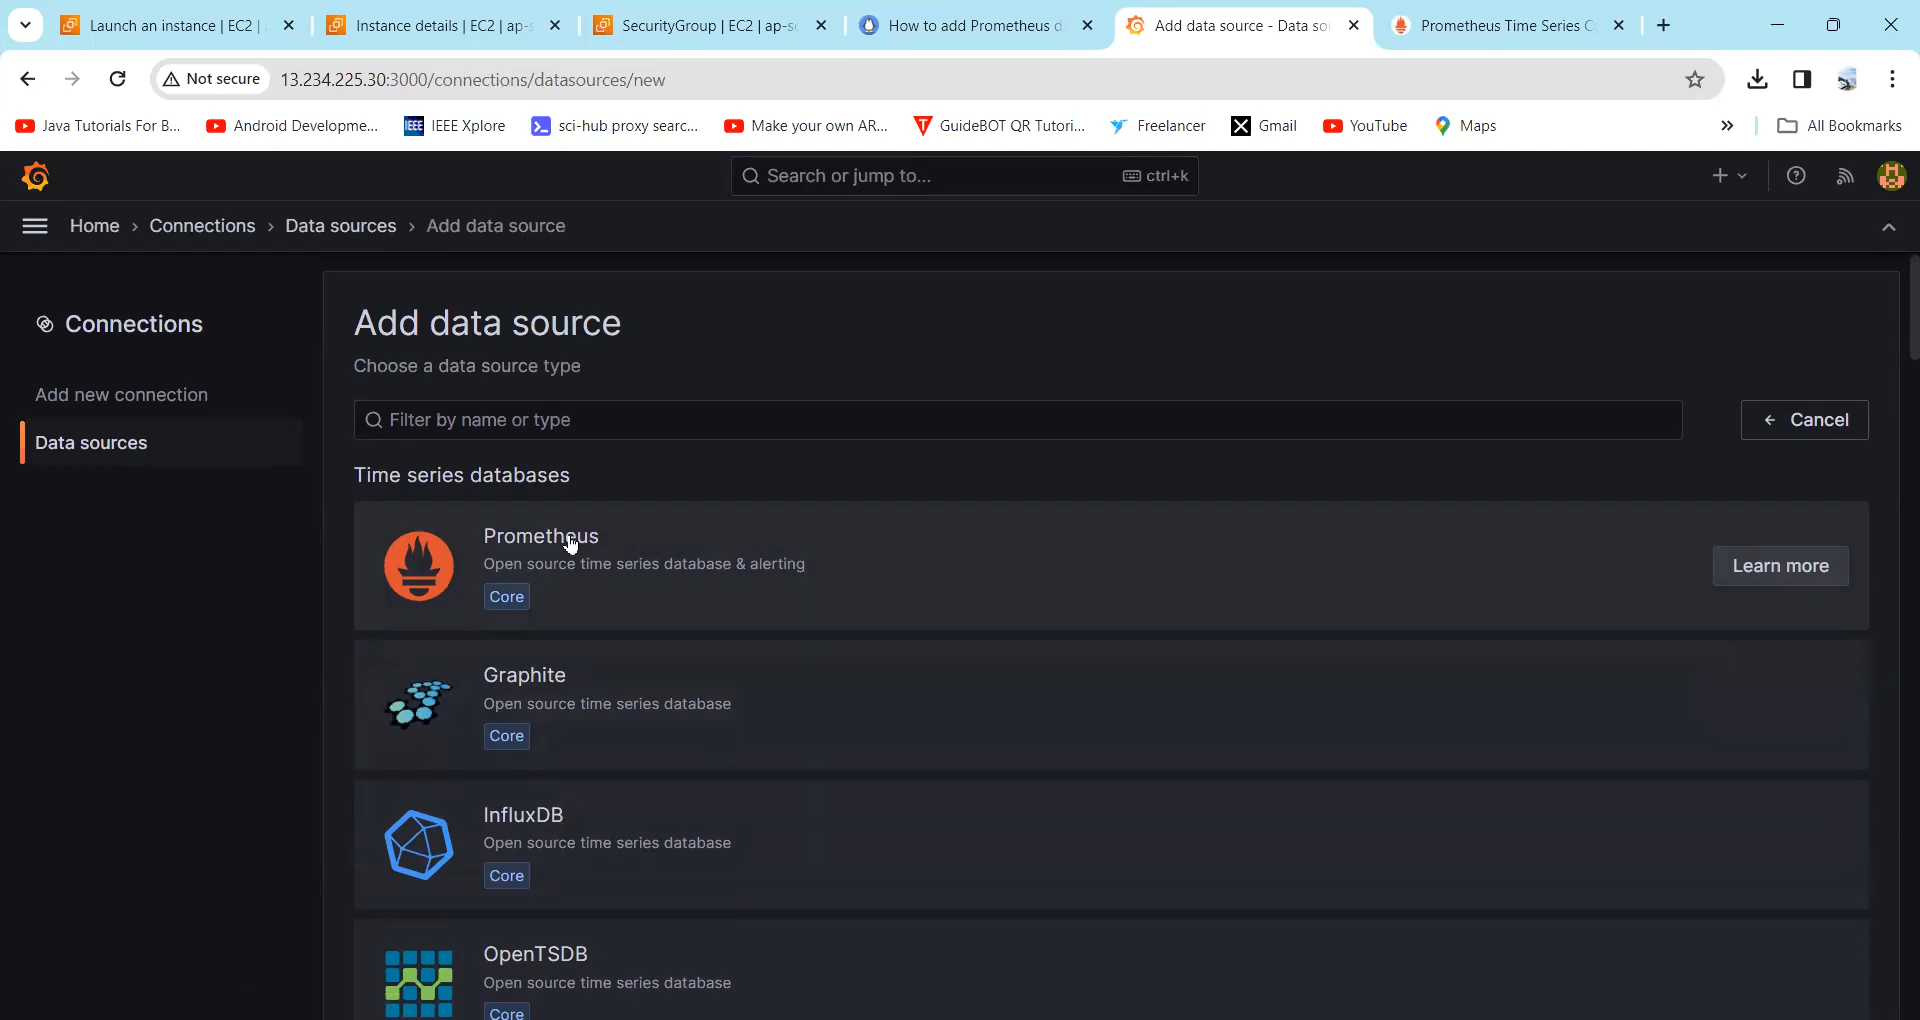 Launch an instance | EC2 |
Instance details | EC2 | ap-s
SecurityGroup | EC2 | ap-so
How to add Prometheus d
Add data source - Data so
Prometheus Time Series C
Not secure
13.234.225.30:3000/connections/datasources/new
Java Tutorials For B...
Android Developme...
IEEE Xplore
sci-hub proxy searc...
Make your own AR...
GuideBOT QR Tutori...
Freelancer
Gmail
YouTube
Maps
»
All Bookmarks
Search or jump to...
ctrl+k
Home › Connections › Data sources › Add data source
Connections
Add new connection
Data sources
Add data source
Choose a data source type
Filter by name or type
Cancel
Time series databases
Prometheus
Open source time series database & alerting
Core
Learn more
Graphite
Open source time series database
Core
InfluxDB
Open source time series database
Core
OpenTSDB
Open source time series database
Core